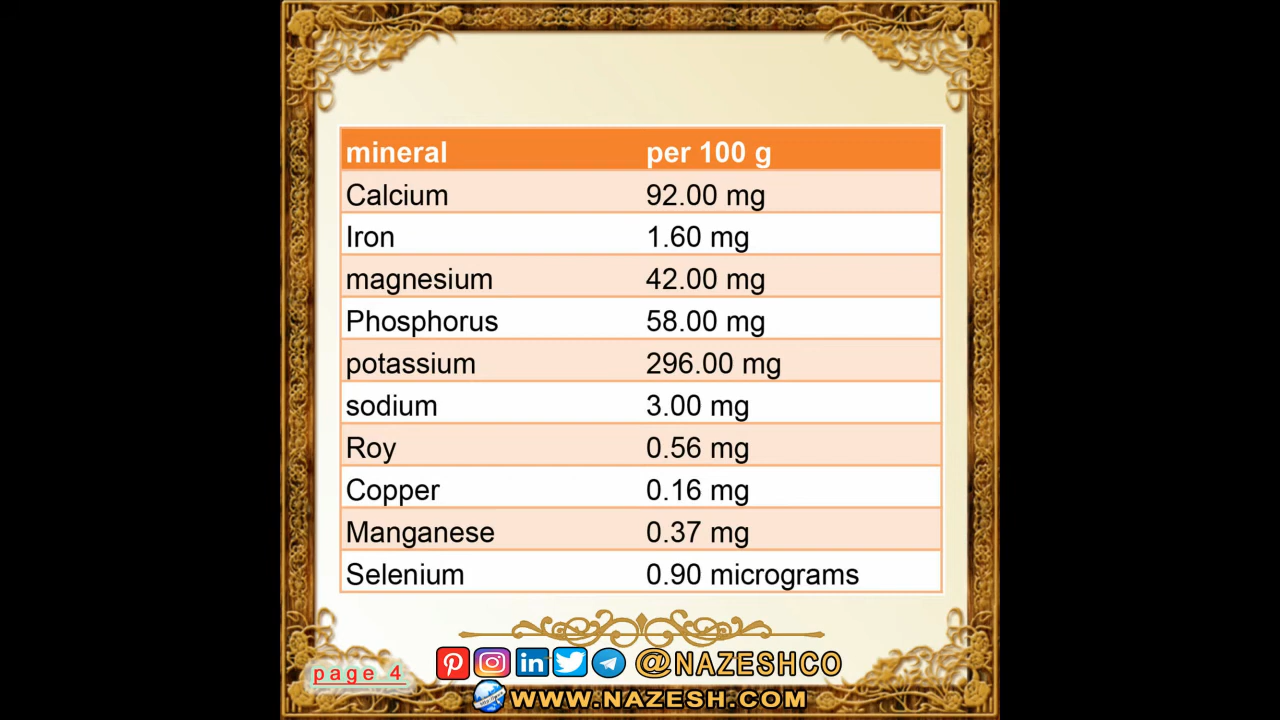 mineral per 100 g
Calcium 92.00 mg
Iron 1.60 mg
magnesium 42.00 mg
Phosphorus 58.00 mg
potassium 296.00 mg
sodium 3.00 mg
Roy 0.56 mg
Copper 0.16 mg
Manganese 0.37 mg
Selenium 0.90 micrograms
page 4
@NAZESHCO
WWW.NAZESH.COM